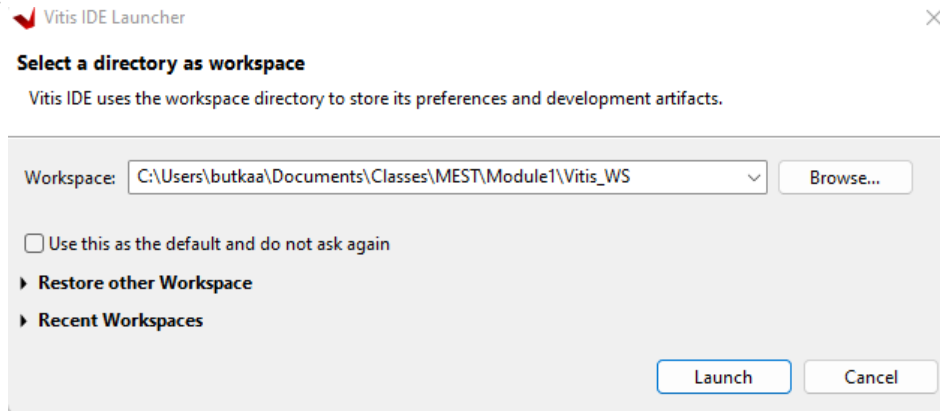 Vitis IDE Launcher
Select a directory as workspace
Vitis IDE uses the workspace directory to store its preferences and development artifacts.
Workspace: C:\Users\butkaa\Documents\Classes\MEST\Module1\Vitis_WS Browse...
Use this as the default and do not ask again
Restore other Workspace
Recent Workspaces
Launch Cancel